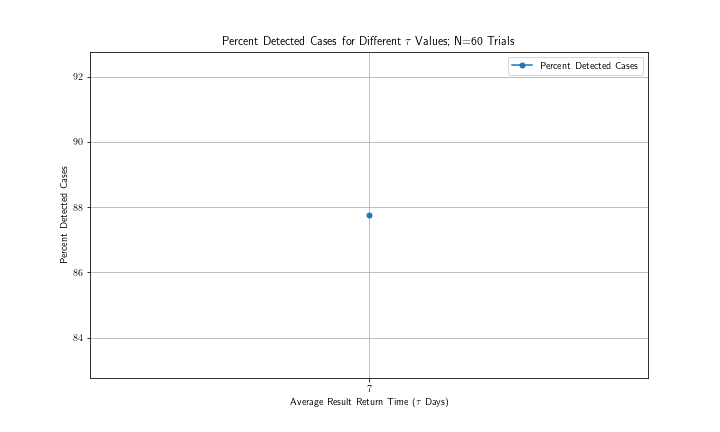 Percent Detected Cases for Different τ Values; N=60 Trials
Percent Detected Cases
92
90
88
86
84
Percent Detected Cases
7
Average Result Return Time (τ Days)